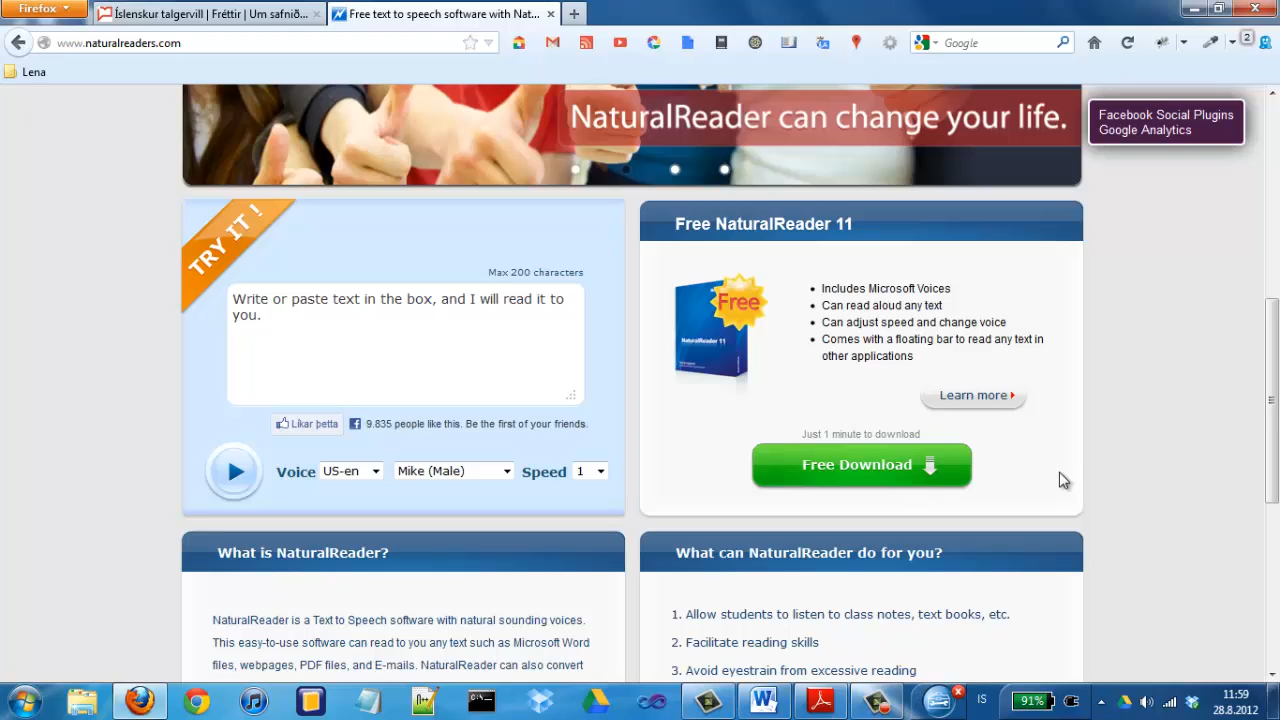 Firefox
Íslenskur talgervill | Fréttir | Um safnið...
Free text to speech software with Nat...
www.naturalreaders.com
Google
2
Lena
NaturalReader can change your life.
Facebook Social Plugins
Google Analytics
TRY IT !
Max 200 characters
Write or paste text in the box, and I will read it to
you.
Líkar þetta
9.835 people like this. Be the first of your friends.
Voice US-en Mike (Male) Speed 1
Free NaturalReader 11
Free
NaturalReader 11
Includes Microsoft Voices
Can read aloud any text
Can adjust speed and change voice
Comes with a floating bar to read any text in
other applications
Learn more
Just 1 minute to download
Free Download
What is NaturalReader?
NaturalReader is a Text to Speech software with natural sounding voices.
This easy-to-use software can read to you any text such as Microsoft Word
files, webpages, PDF files, and E-mails. NaturalReader can also convert
What can NaturalReader do for you?
1. Allow students to listen to class notes, text books, etc.
2. Facilitate reading skills
3. Avoid eyestrain from excessive reading
IS
91%
11:59
28.8.2012